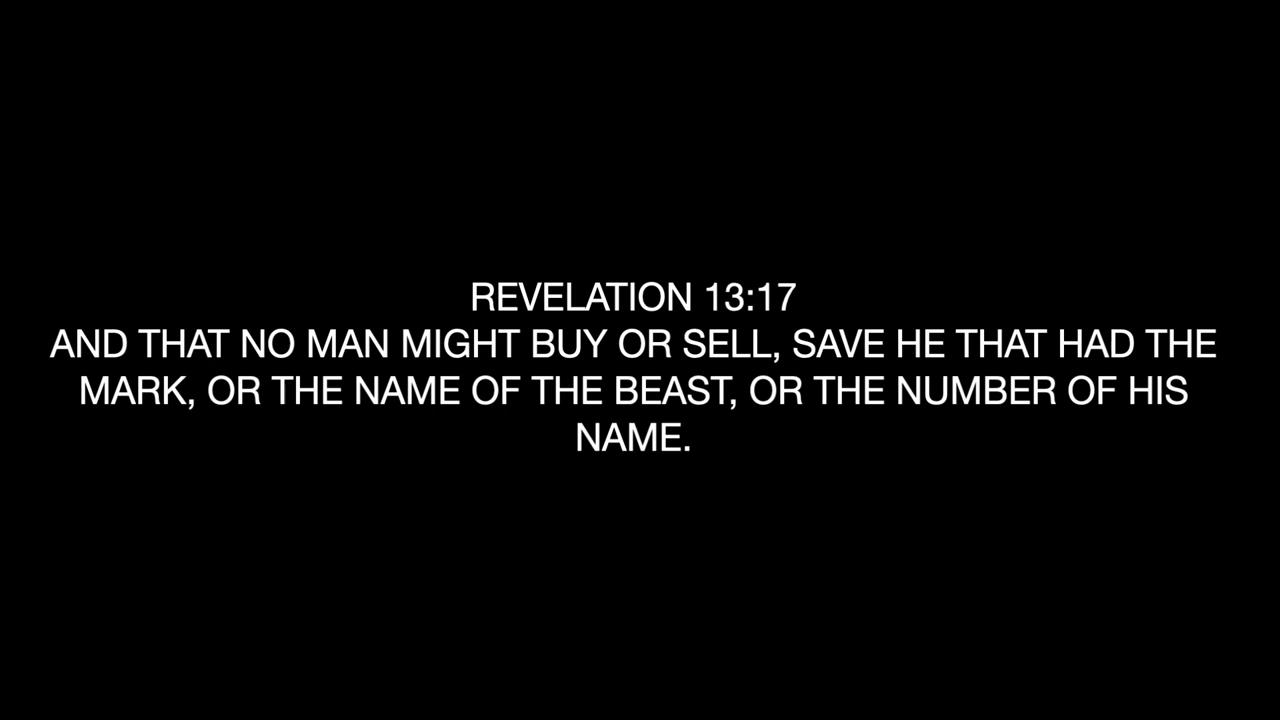 REVELATION 13:17
AND THAT NO MAN MIGHT BUY OR SELL, SAVE HE THAT HAD THE
MARK, OR THE NAME OF THE BEAST, OR THE NUMBER OF HIS
NAME.